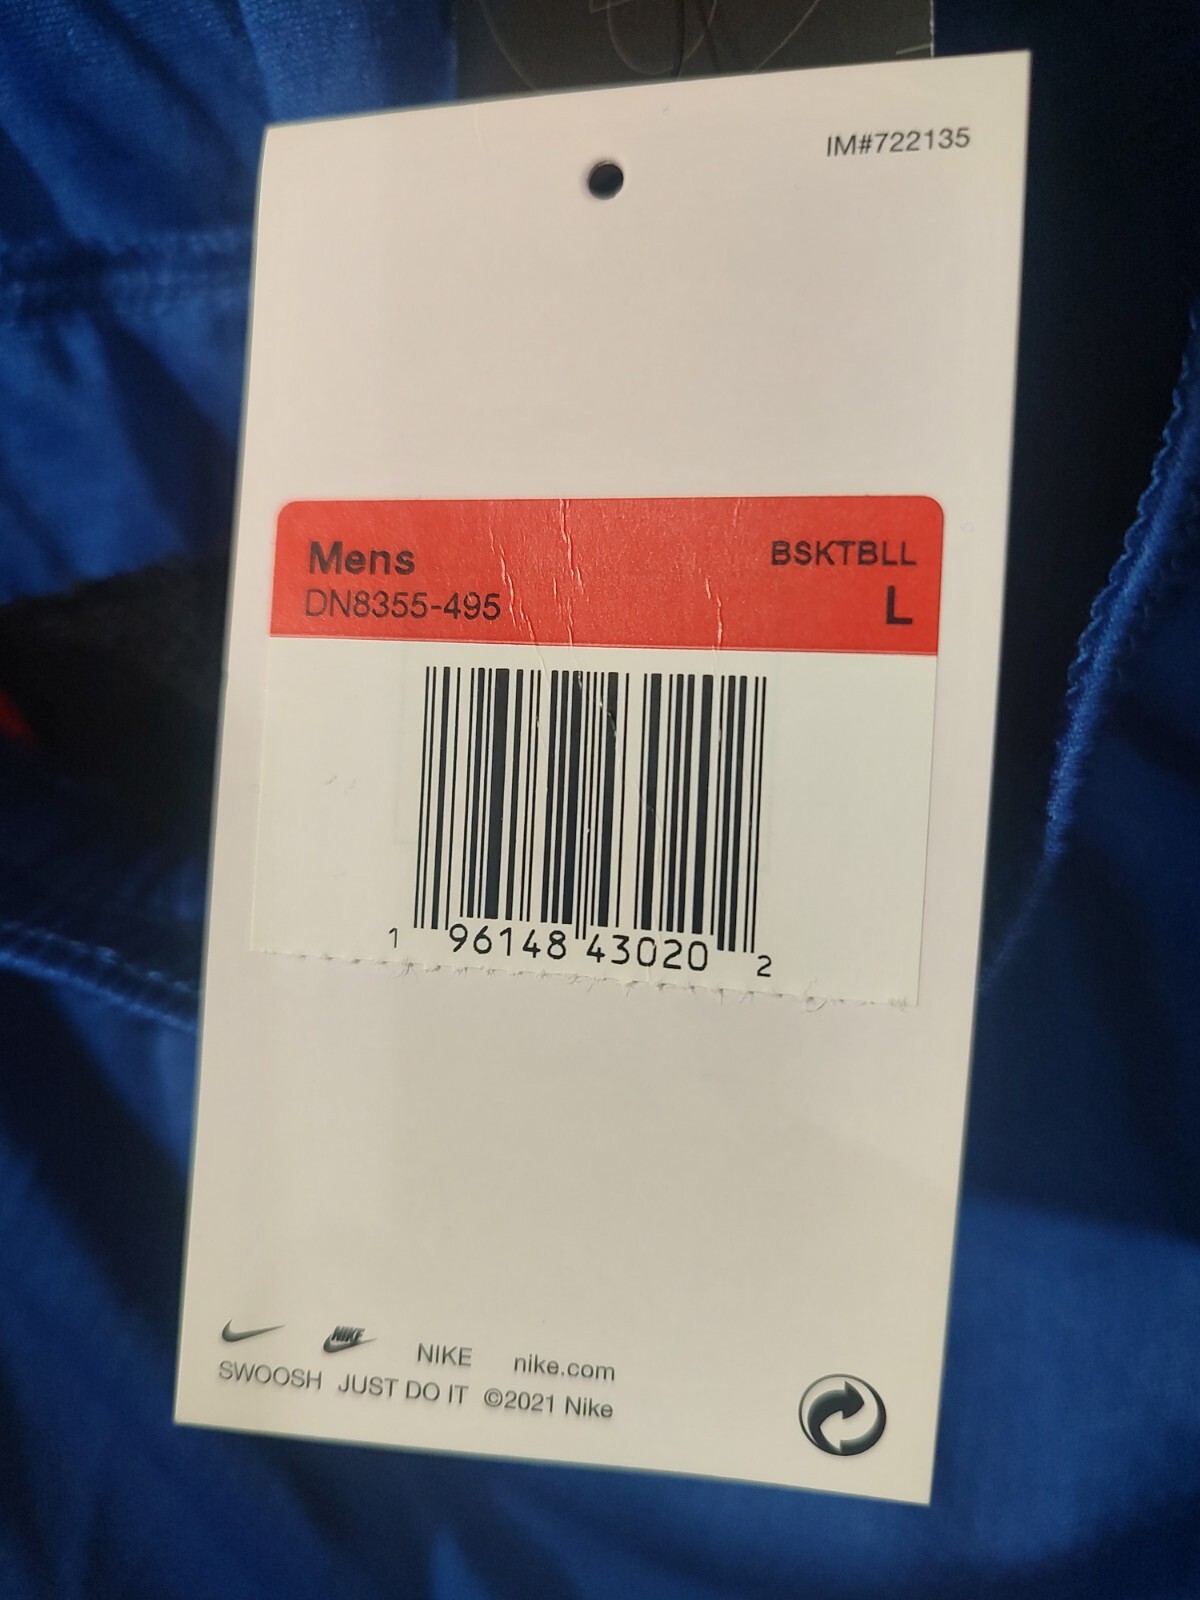 IM#722135
Mens BSKTBLL
DN8355-495 L
1 96148 43020 2
NIKE NIKE nike.com
SWOOSH JUST DO IT ©2021 Nike